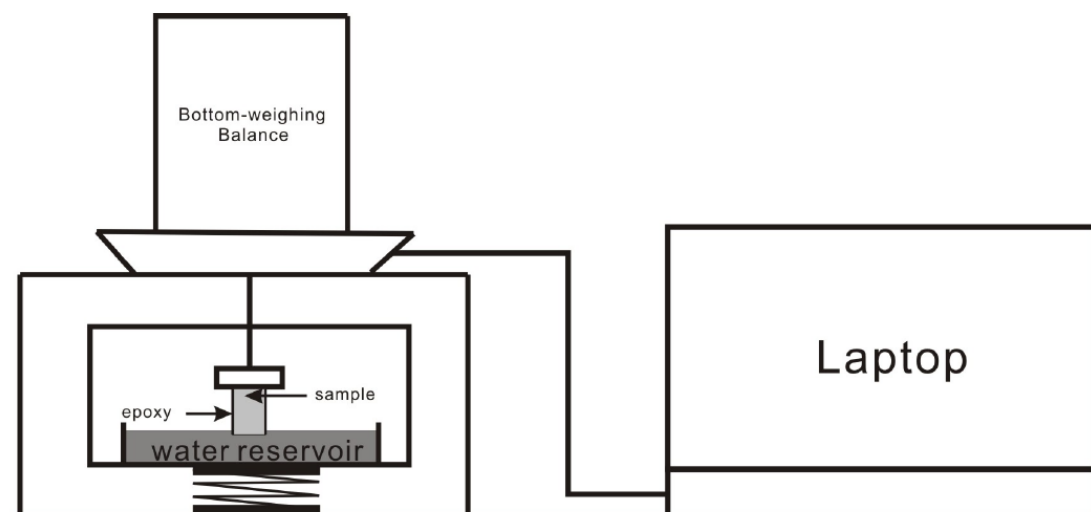 Bottom-weighing
Balance
Laptop
sample
epoxy
water reservoir